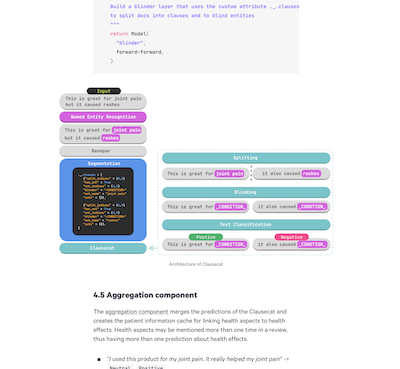 Build a blinder layer that uses the custom attribute ._.clauses
to split docs into clauses and to blind entities
"""
return Model(
"blinder",
forward=forward,
)
Input
This is great for joint pain
but it caused rashes
Named Entity Recognition
This is great for joint pain
but it caused rashes
Benepar
Segmentation
Clausecat
Splitting
This is great for joint pain
it also caused rashes
Blinding
This is great for _CONDITION_
it also caused _CONDITION_
Text Classification
Positive
Negative
This is great for _CONDITION_
it also caused _CONDITION_
Architecture of Clausecat
4.5 Aggregation component
The aggregation component merges the predictions of the Clausecat and
creates the patient information cache for linking health aspects to health
effects. Health aspects may be mentioned more than one time in a review,
thus having more than one prediction about health effects.
"I used this product for my joint pain. It really helped my joint pain" ->
Neutral, Positive